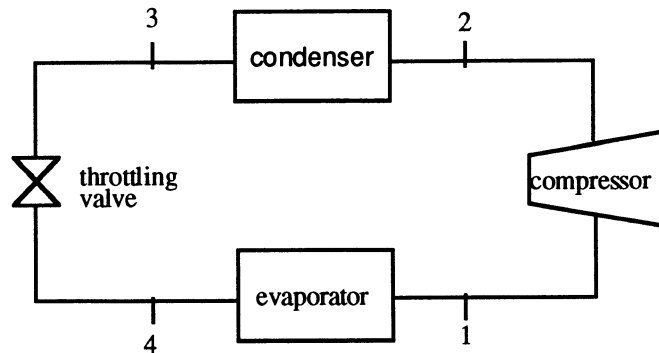 3
2
condenser
throttling
valve
compressor
evaporator
4
1